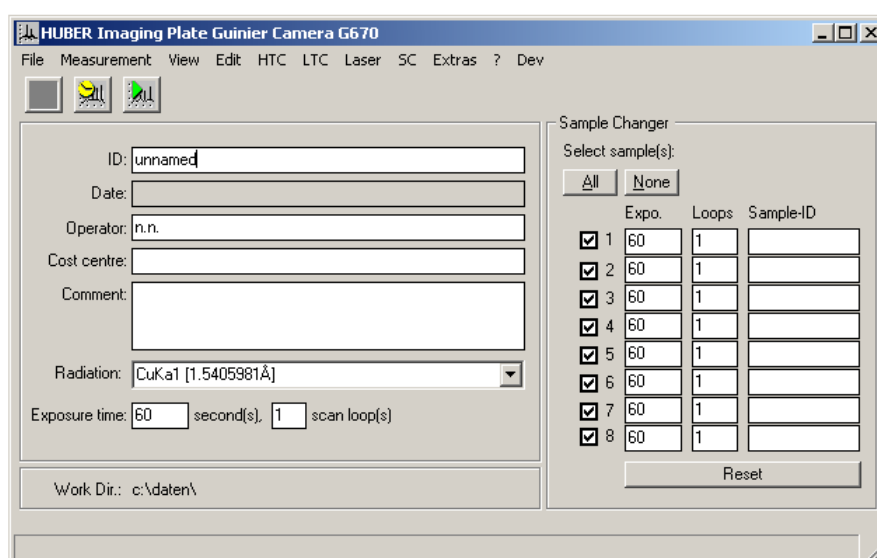 HUBER Imaging Plate Guinier Camera G670
File Measurement View Edit HTC LTC Laser SC Extras ? Dev
ID: unnamed
Date:
Operator: n.n.
Cost centre:
Comment:
Radiation: CuKa1 [1.5405981Å]
Exposure time: 60 second(s), 1 scan loop(s)
Work Dir.: c:\daten\
Sample Changer
Select sample(s):
All None
Expo. Loops Sample-ID
1 60 1
2 60 1
3 60 1
4 60 1
5 60 1
6 60 1
7 60 1
8 60 1
Reset